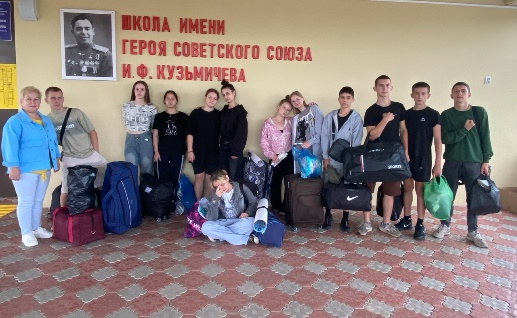 ШКОЛА ИМЕНИ
ГЕРОЯ СОВЕТСКОГО СОЮЗА
И.Ф. КУЗЬМИЧЕВА